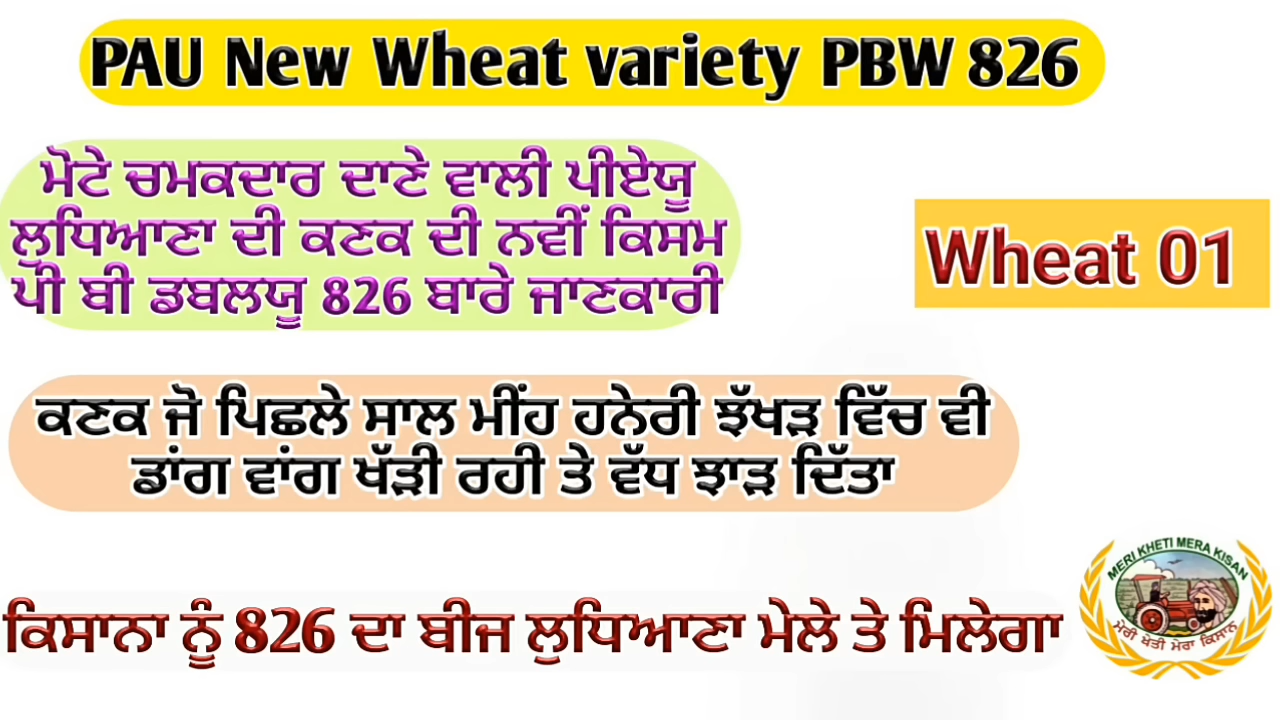 PAU New Wheat variety PBW 826
ਮੋਟੇ ਚਮਕਦਾਰ ਦਾਣੇ ਵਾਲੀ ਪੀਏਯੂ
ਲੁਧਿਆਣਾ ਦੀ ਕਣਕ ਦੀ ਨਵੀਂ ਕਿਸਮ
ਪੀ ਬੀ ਡਬਲਯੂ 826 ਬਾਰੇ ਜਾਣਕਾਰੀ
Wheat 01
ਕਣਕ ਜੋ ਪਿਛਲੇ ਸਾਲ ਮੀਂਹ ਹਨੇਰੀ ਝੱਖੜ ਵਿੱਚ ਵੀ
ਡਾਂਗ ਵਾਂਗ ਖੱੜੀ ਰਹੀ ਤੇ ਵੱਧ ਝਾੜ ਦਿੱਤਾ
ਕਿਸਾਨਾ ਨੂੰ 826 ਦਾ ਬੀਜ ਲੁਧਿਆਣਾ ਮੇਲੇ ਤੇ ਮਿਲੇਗਾ
MERI KHETI MERA KISAN
ਮੇਰੀ ਖੇਤੀ ਮੇਰਾ ਕਿਸਾਨ